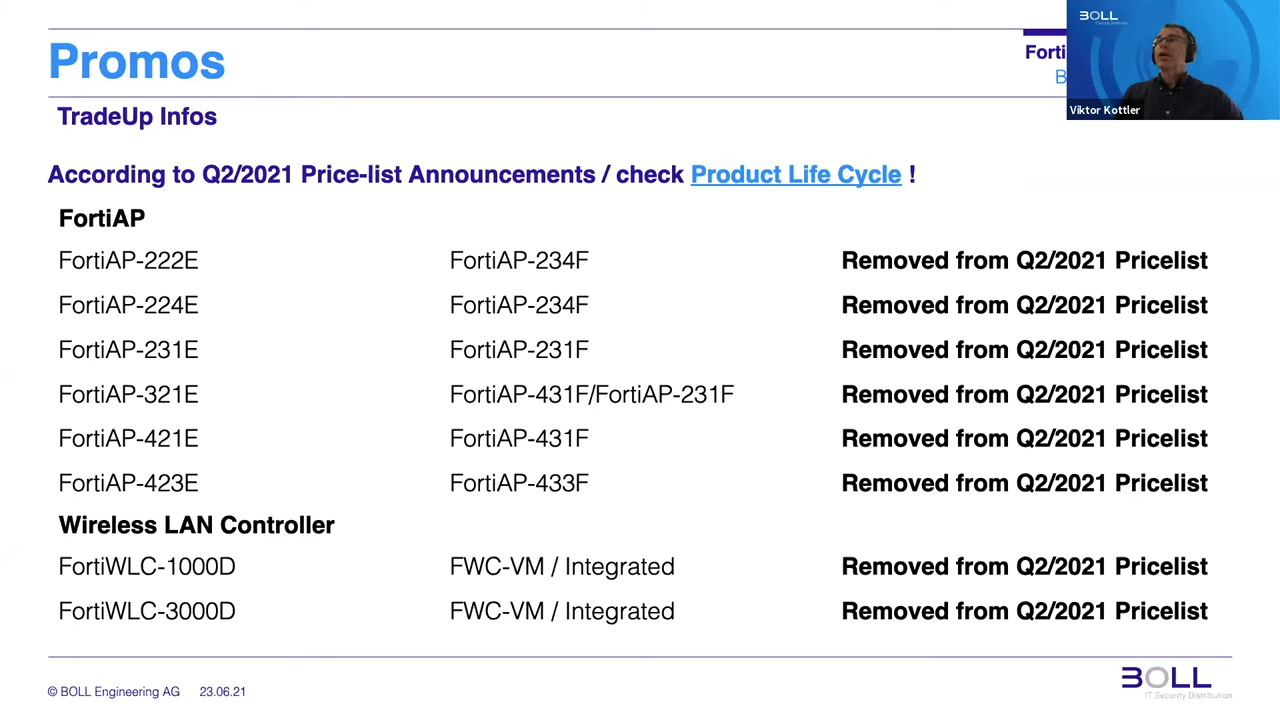 Promos
Forti
B
BOLL
Viktor Kottler
TradeUp Infos
According to Q2/2021 Price-list Announcements / check Product Life Cycle !
FortiAP
FortiAP-222E FortiAP-234F Removed from Q2/2021 Pricelist
FortiAP-224E FortiAP-234F Removed from Q2/2021 Pricelist
FortiAP-231E FortiAP-231F Removed from Q2/2021 Pricelist
FortiAP-321E FortiAP-431F/FortiAP-231F Removed from Q2/2021 Pricelist
FortiAP-421E FortiAP-431F Removed from Q2/2021 Pricelist
FortiAP-423E FortiAP-433F Removed from Q2/2021 Pricelist
Wireless LAN Controller
FortiWLC-1000D FWC-VM / Integrated Removed from Q2/2021 Pricelist
FortiWLC-3000D FWC-VM / Integrated Removed from Q2/2021 Pricelist
© BOLL Engineering AG 23.06.21
BOLL
IT Security Distribution